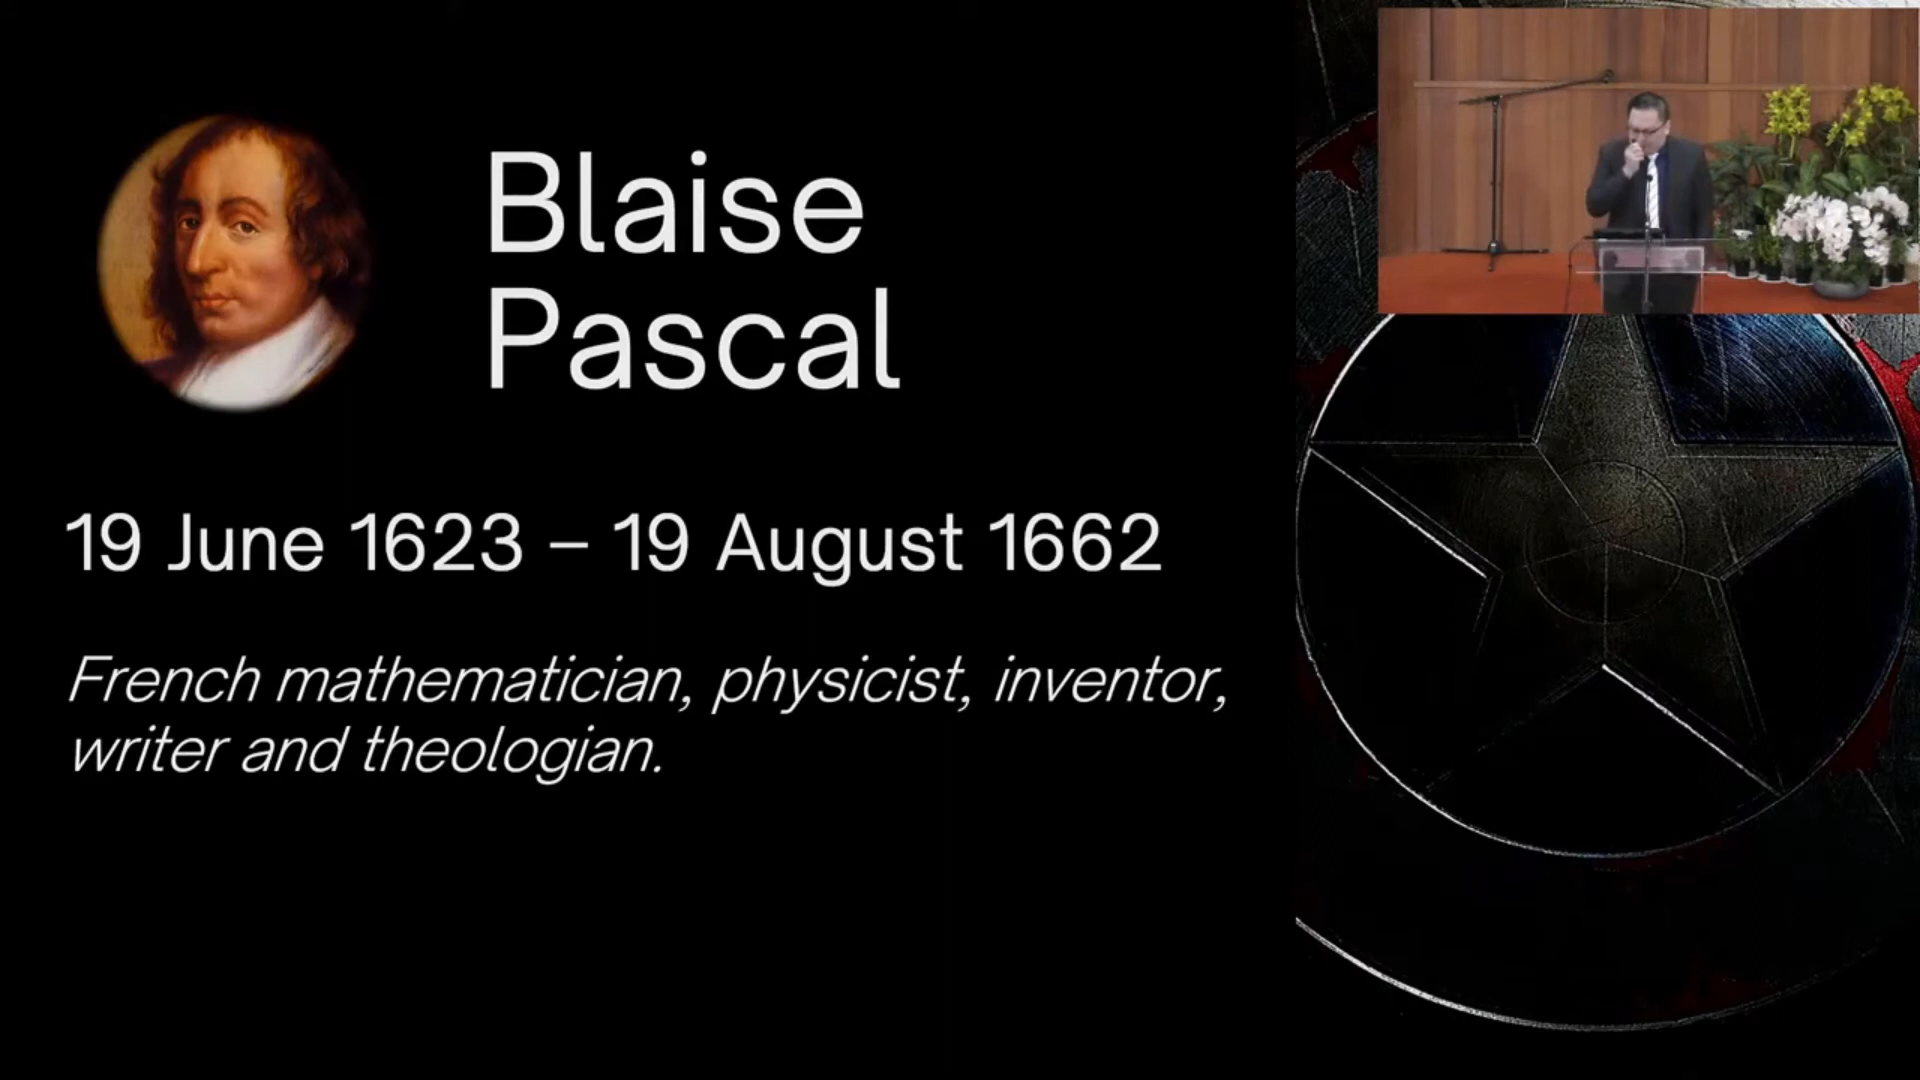 Blaise
Pascal
19 June 1623 – 19 August 1662
French mathematician, physicist, inventor,
writer and theologian.